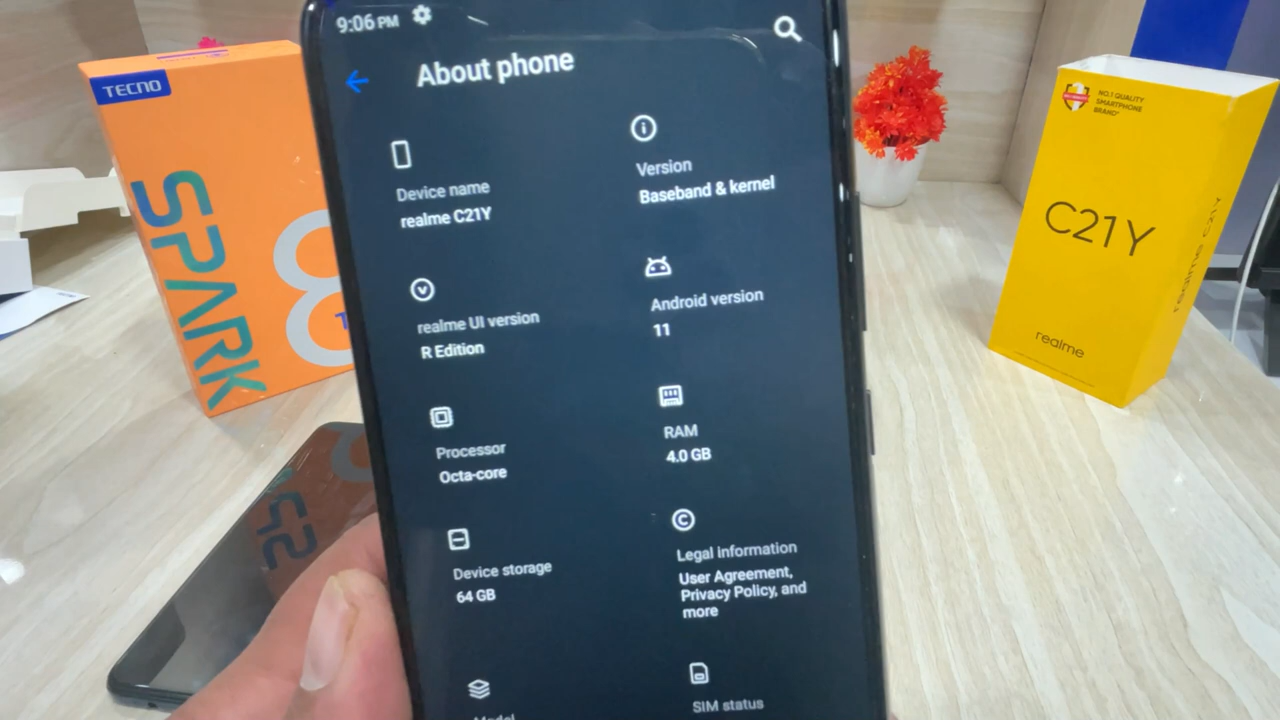 9:06 PM
About phone
Device name
realme C21Y
Version
Baseband & kernel
realme UI version
R Edition
Android version
11
Processor
Octa-core
RAM
4.0 GB
Device storage
64 GB
Legal information
User Agreement,
Privacy Policy, and
more
Model
SIM status
TECNO
SPARK
8
NO.1 QUALITY
SMARTPHONE
BRAND*
C21Y
realme
realme C21Y